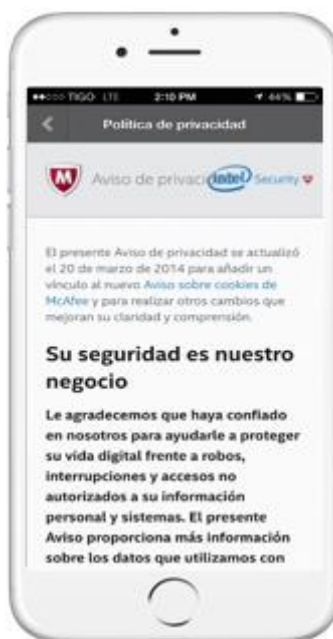 TIGO LTE 2:10 PM 44%
Política de privacidad
M Aviso de privaci intel Security
El presente Aviso de privacidad se actualizó
el 20 de marzo de 2014 para añadir un
vínculo al nuevo Aviso sobre cookies de
McAfee y para realizar otros cambios que
mejoran su claridad y comprensión.
Su seguridad es nuestro
negocio
Le agradecemos que haya confiado
en nosotros para ayudarle a proteger
su vida digital frente a robos,
interrupciones y accesos no
autorizados a su información
personal y sistemas. El presente
Aviso proporciona más información
sobre los datos que utilizamos con